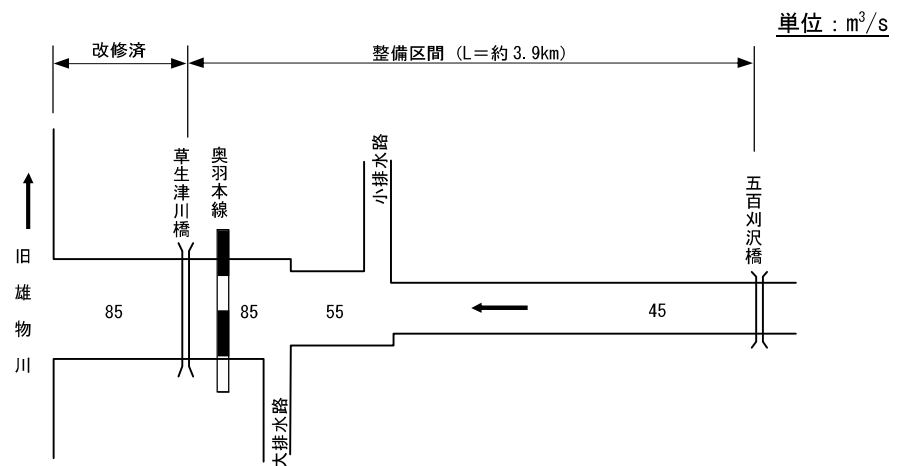 単位：m³/s
改修済
整備区間 (L＝約 3.9km)
草生津川橋
奥羽本線
小排水路
五百刈沢橋
旧雄物川
85
85
55
45
大排水路